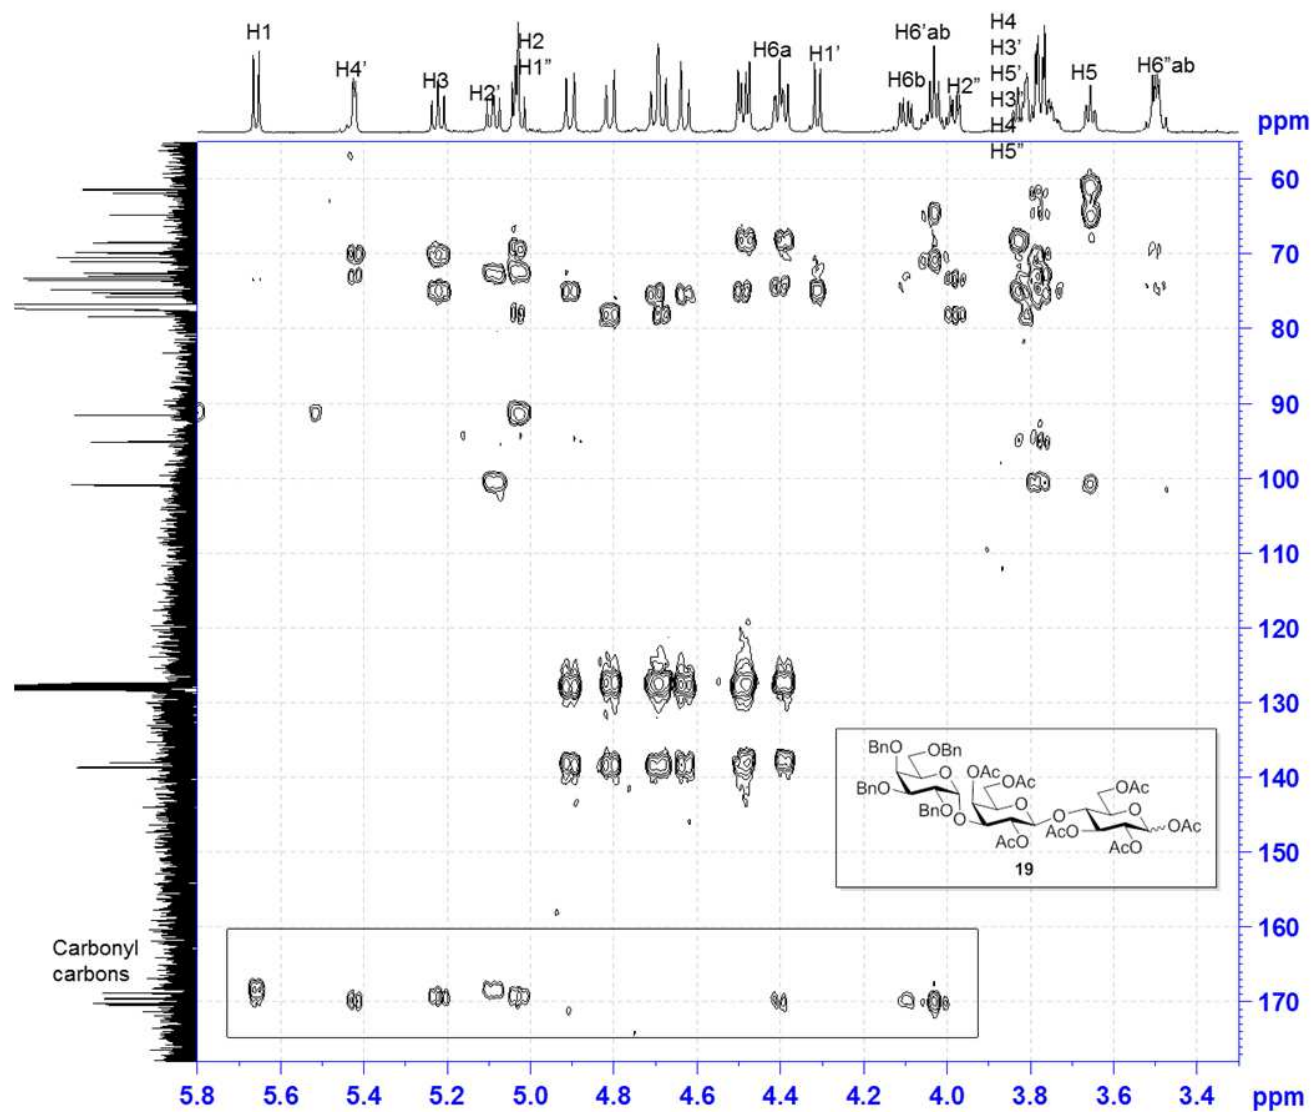 H1
H4’
H3
H2’
H2
H1”
H6a
H1’
H6b
H6’ab
H2”
H4
H3’
H5’
H3’
H4
H5”
H5
H6”ab
ppm
60
70
80
90
100
110
120
130
140
150
160
170
BnO
OBn
BnO
BnO
OAc
OAc
O
O
AcO
O
O
OAc
AcO
O
AcO
OAc
19
Carbonyl
carbons
5.8 5.6 5.4 5.2 5.0 4.8 4.6 4.4 4.2 4.0 3.8 3.6 3.4 ppm